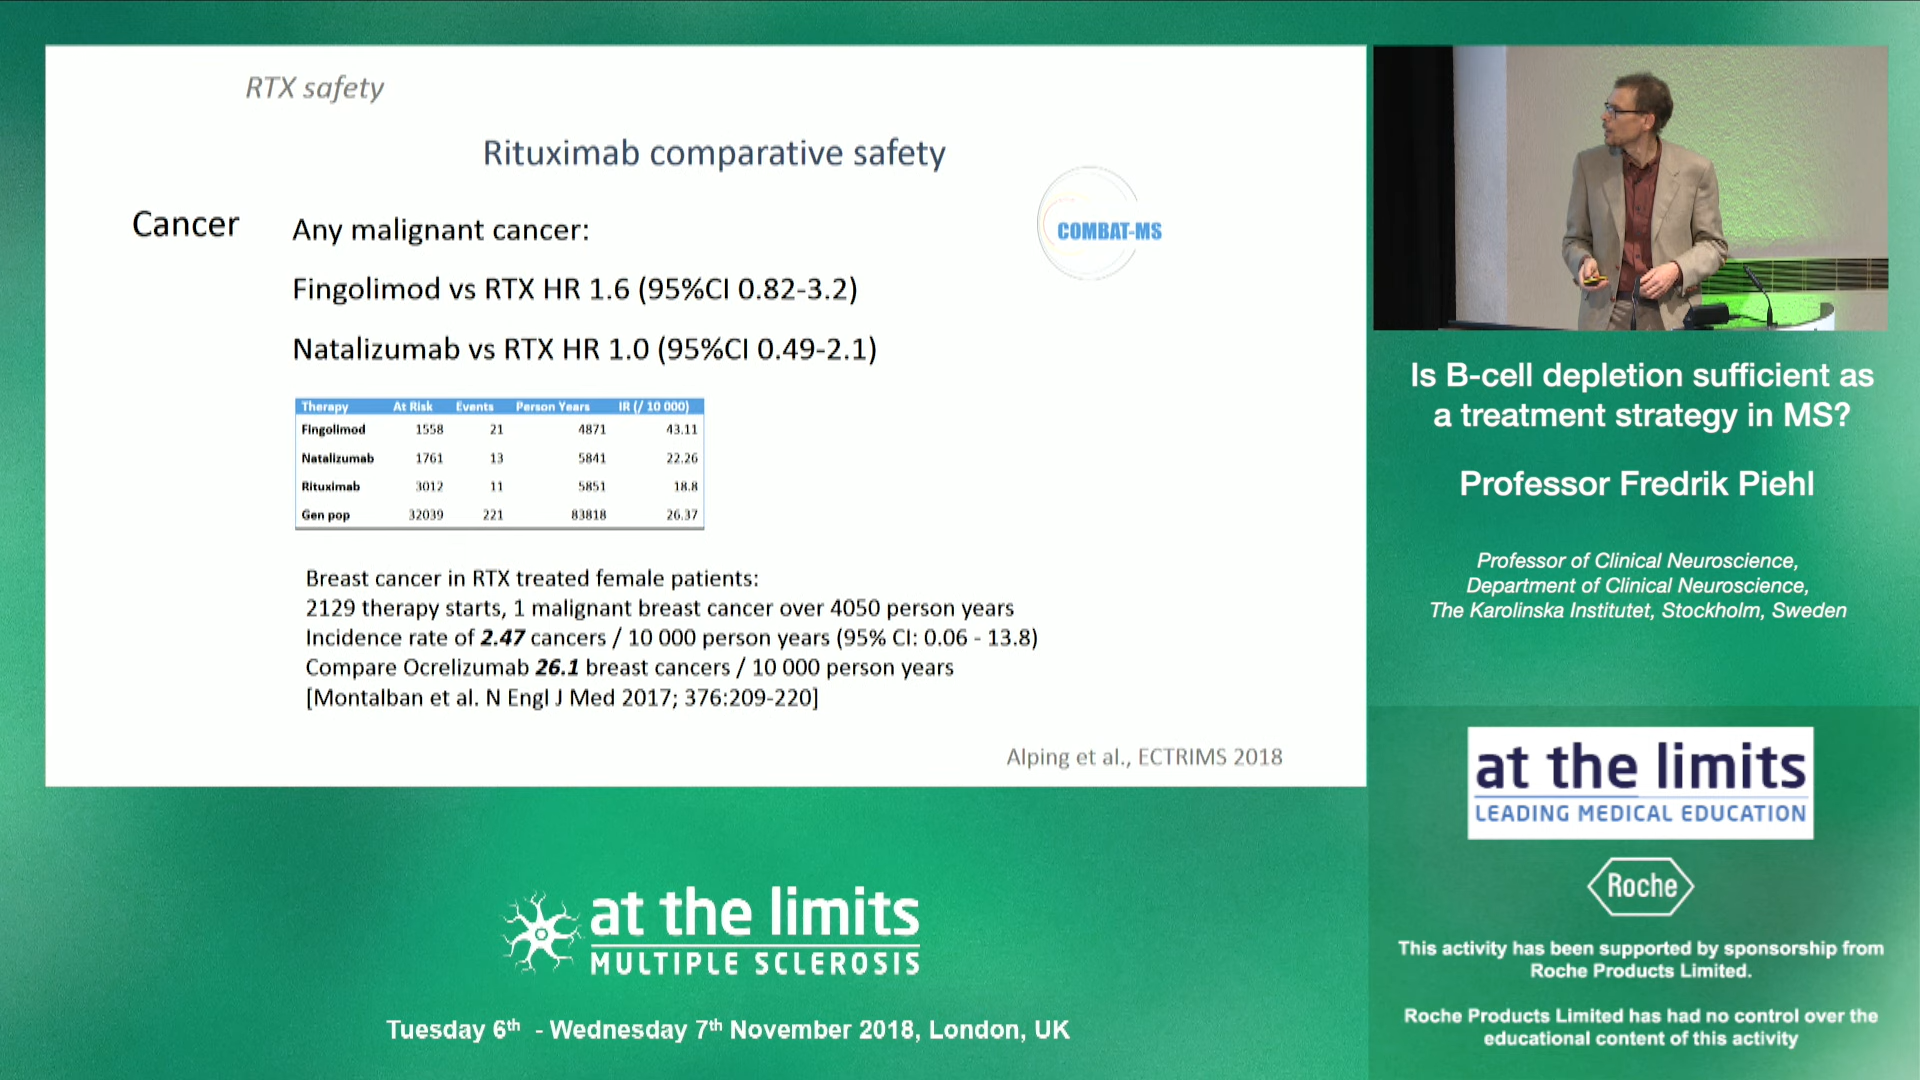 RTX safety
Rituximab comparative safety
COMBAT-MS
Cancer
Any malignant cancer:
Fingolimod vs RTX HR 1.6 (95%CI 0.82-3.2)
Natalizumab vs RTX HR 1.0 (95%CI 0.49-2.1)
Therapy At Risk Events Person Years IR (/ 10 000)
Fingolimod 1558 21 4871 43.11
Natalizumab 1761 13 5841 22.26
Rituximab 3012 11 5851 18.8
Gen pop 32039 221 83818 26.37
Breast cancer in RTX treated female patients:
2129 therapy starts, 1 malignant breast cancer over 4050 person years
Incidence rate of 2.47 cancers / 10 000 person years (95% CI: 0.06 - 13.8)
Compare Ocrelizumab 26.1 breast cancers / 10 000 person years
[Montalban et al. N Engl J Med 2017; 376:209-220]
Alping et al., ECTRIMS 2018
Is B-cell depletion sufficient as
a treatment strategy in MS?
Professor Fredrik Piehl
Professor of Clinical Neuroscience,
Department of Clinical Neuroscience,
The Karolinska Institutet, Stockholm, Sweden
at the limits
LEADING MEDICAL EDUCATION
Roche
This activity has been supported by sponsorship from
Roche Products Limited.
Roche Products Limited has had no control over the
educational content of this activity
at the limits
MULTIPLE SCLEROSIS
Tuesday 6th - Wednesday 7th November 2018, London, UK